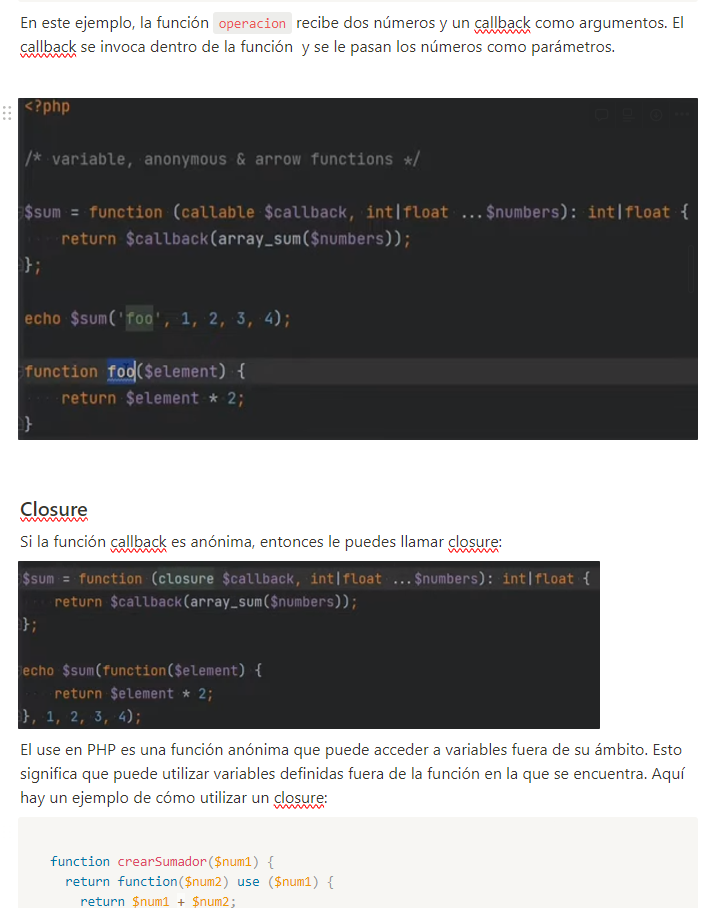 En este ejemplo, la función operacion recibe dos números y un callback como argumentos. El
callback se invoca dentro de la función y se le pasan los números como parámetros.
<?php
/* variable, anonymous & arrow functions */
$sum = function (callable $callback, int|float ...$numbers): int|float {
return $callback(array_sum($numbers));
};
echo $sum('foo', 1, 2, 3, 4);
function foo($element) {
return $element * 2;
}
Closure
Si la función callback es anónima, entonces le puedes llamar closure:
$sum = function (closure $callback, int|float ...$numbers): int|float {
return $callback(array_sum($numbers));
};
echo $sum(function($element) {
return $element * 2;
}, 1, 2, 3, 4);
El use en PHP es una función anónima que puede acceder a variables fuera de su ámbito. Esto
significa que puede utilizar variables definidas fuera de la función en la que se encuentra. Aquí
hay un ejemplo de cómo utilizar un closure:
function crearSumador($num1) {
return function($num2) use ($num1) {
return $num1 + $num2;